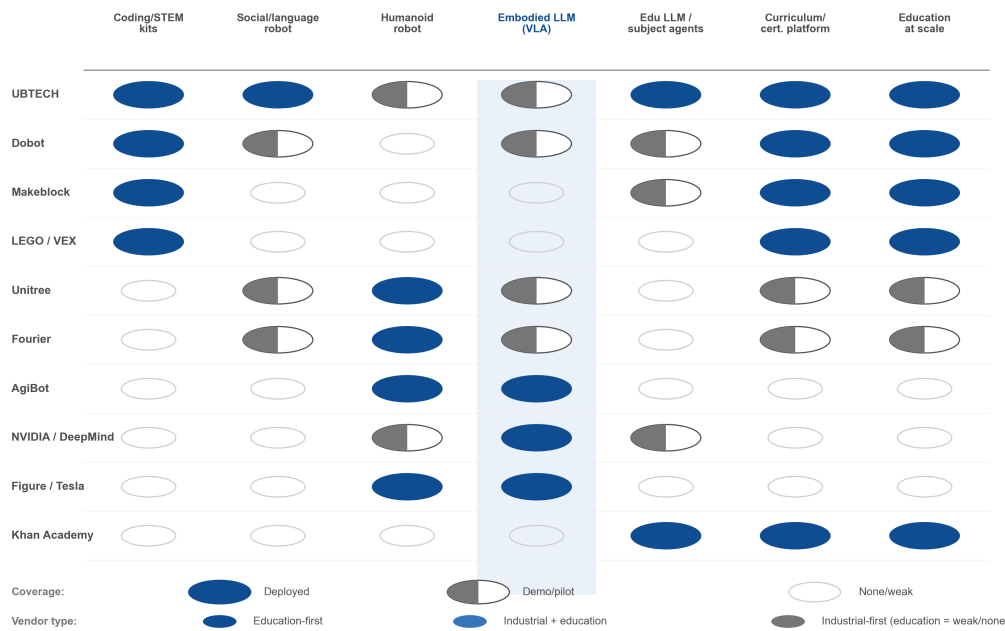 Coding/STEM
kits
Social/language
robot
Humanoid
robot
Embodied LLM
(VLA)
Edu LLM /
subject agents
Curriculum/
cert. platform
Education
at scale
UBTECH
Dobot
Makeblock
LEGO / VEX
Unitree
Fourier
AgiBot
NVIDIA / DeepMind
Figure / Tesla
Khan Academy
Coverage: Deployed Demo/pilot None/weak
Vendor type: Education-first Industrial + education Industrial-first (education = weak/none